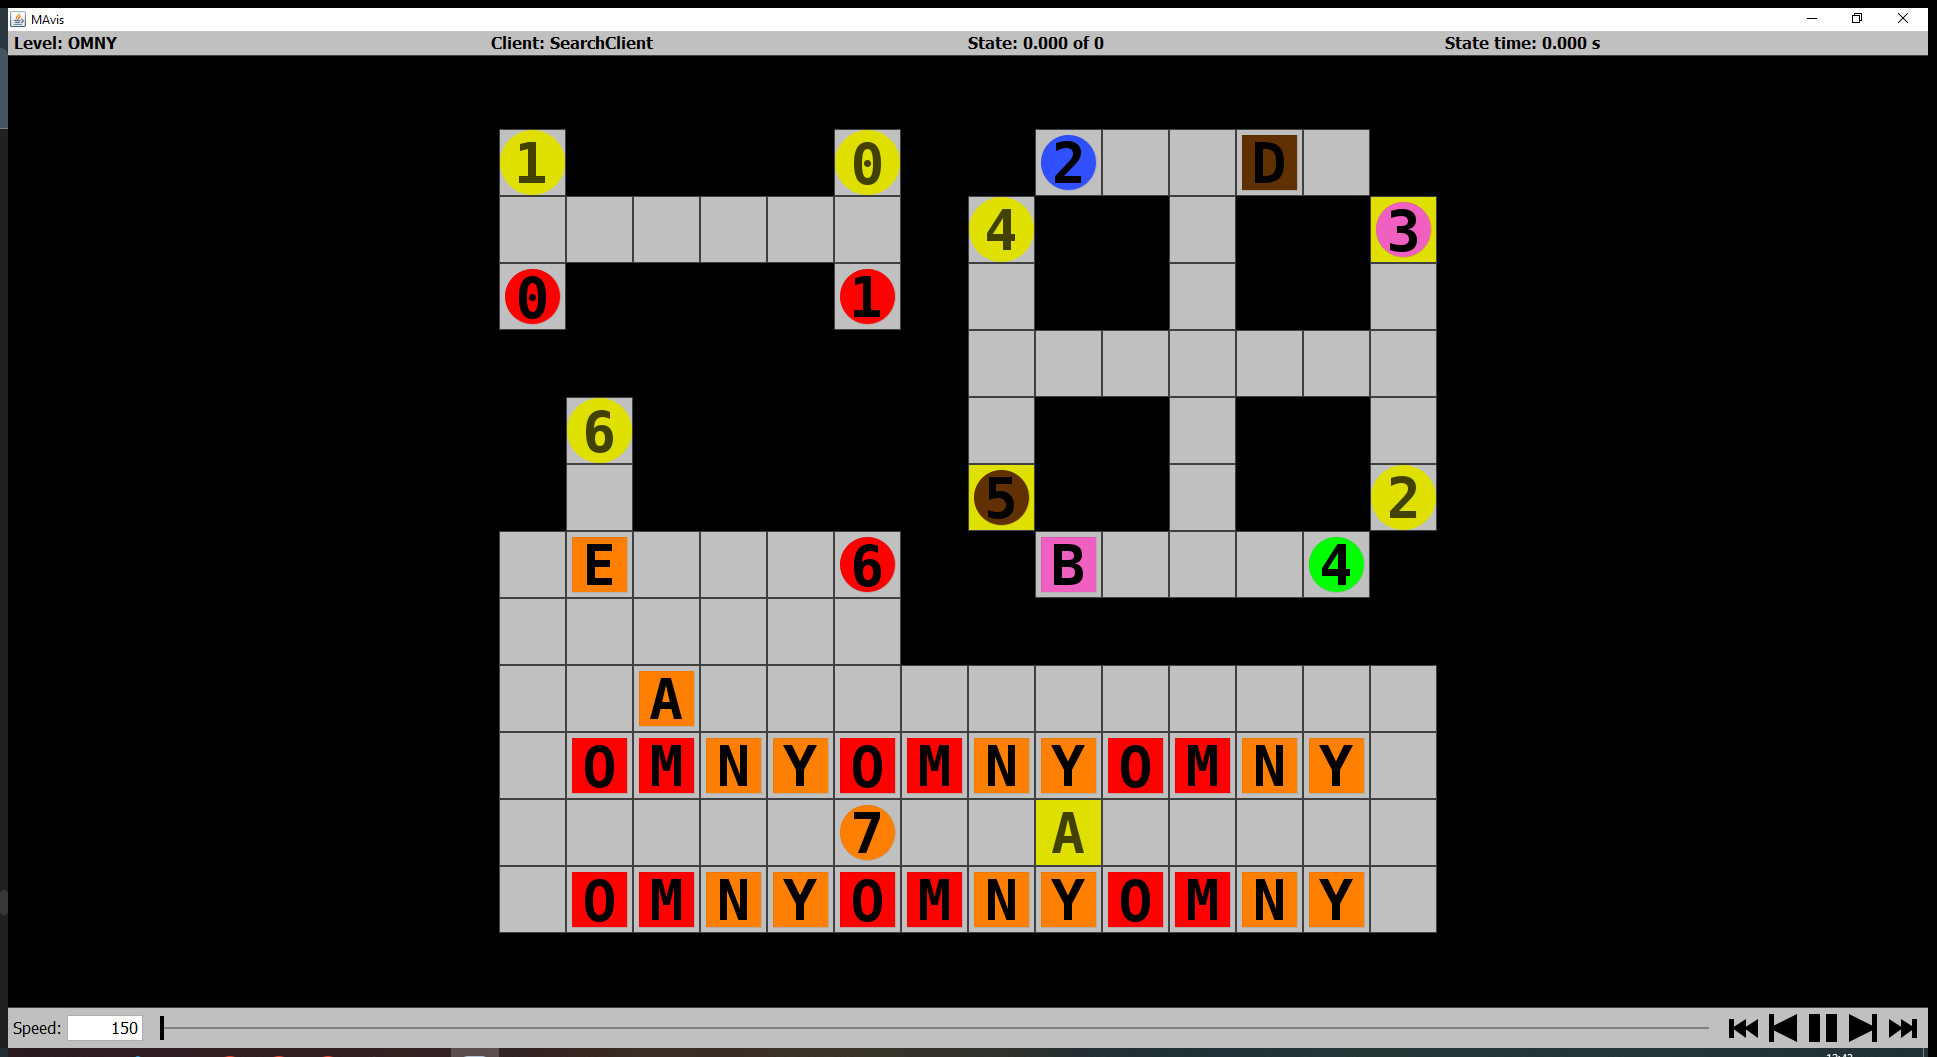 MAvis
Level: OMNY Client: SearchClient State: 0.000 of 0 State time: 0.000 s
1 0 2 D
4 3
0 1
6
5 2
E 6 B 4
A
O M N Y O M N Y O M N Y
7 A
O M N Y O M N Y O M N Y
Speed: 150